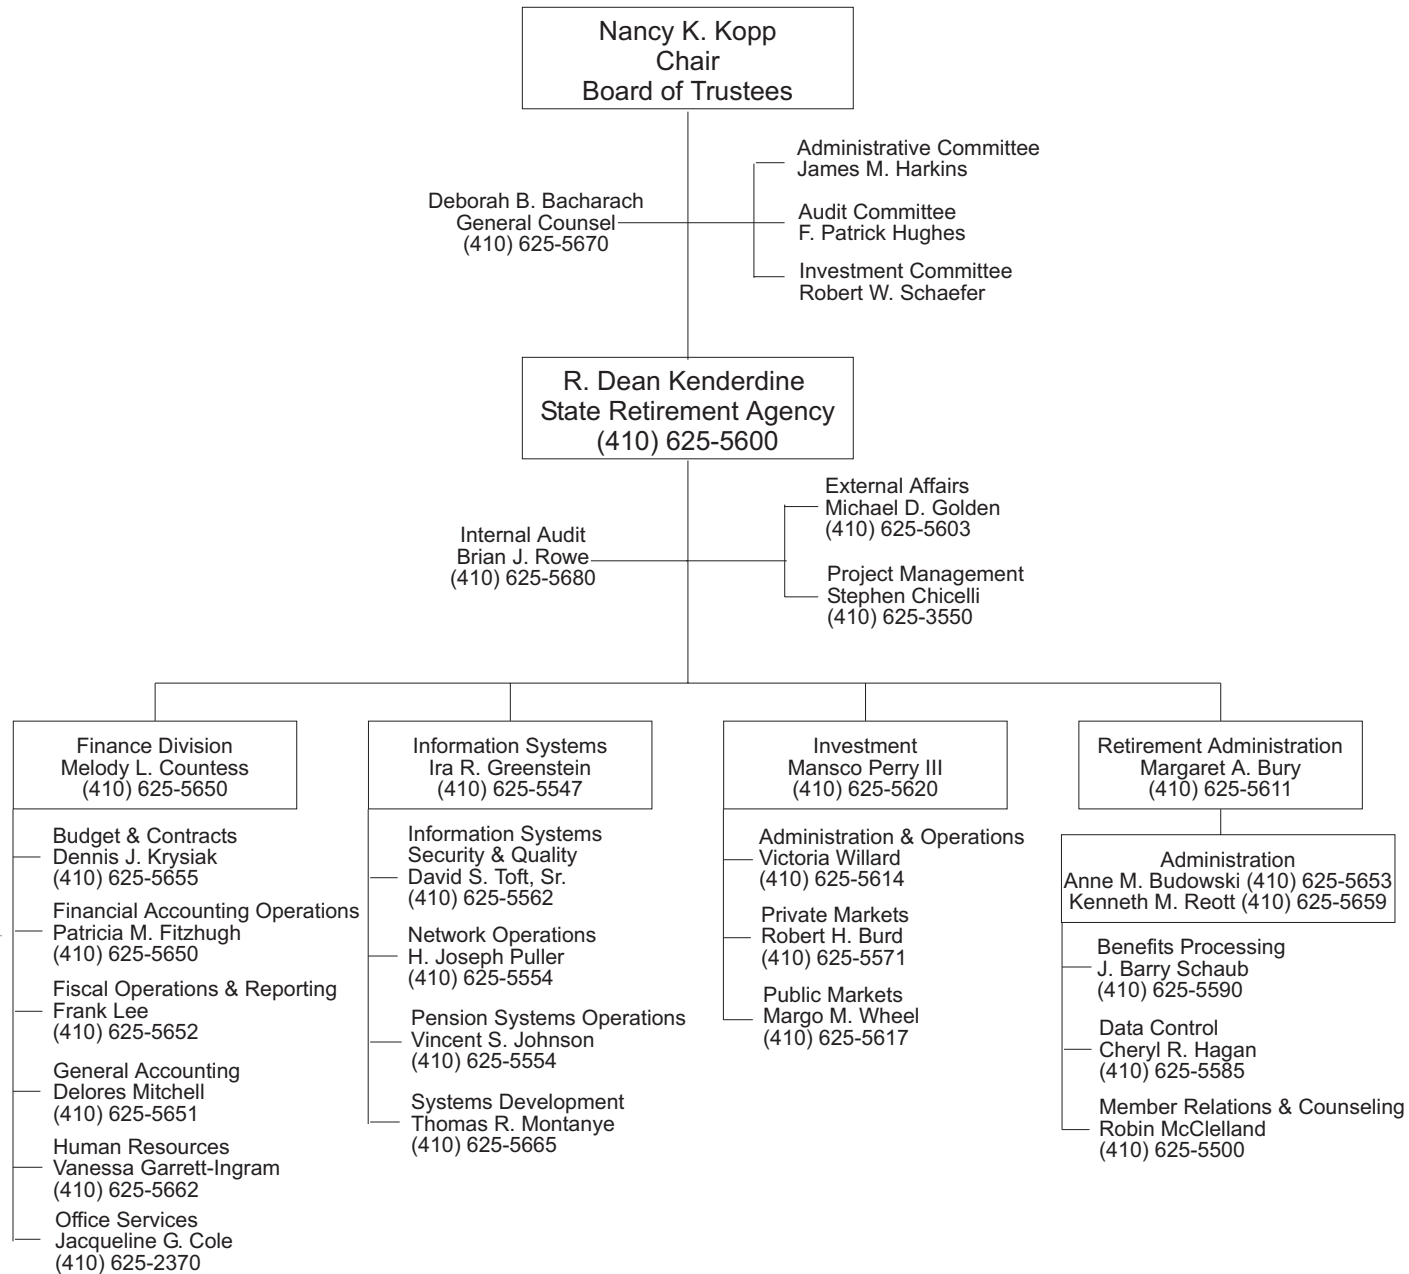 Nancy K. Kopp
Chair
Board of Trustees
Administrative Committee
James M. Harkins
Deborah B. Bacharach
General Counsel
(410) 625-5670
Audit Committee
F. Patrick Hughes
Investment Committee
Robert W. Schaefer
R. Dean Kenderdine
State Retirement Agency
(410) 625-5600
External Affairs
Michael D. Golden
(410) 625-5603
Internal Audit
Brian J. Rowe
(410) 625-5680
Project Management
Stephen Chicelli
(410) 625-3550
Finance Division
Melody L. Countess
(410) 625-5650
Budget & Contracts
Dennis J. Krysiak
(410) 625-5655
Financial Accounting Operations
Patricia M. Fitzhugh
(410) 625-5650
Fiscal Operations & Reporting
Frank Lee
(410) 625-5652
General Accounting
Delores Mitchell
(410) 625-5651
Human Resources
Vanessa Garrett-Ingram
(410) 625-5662
Office Services
Jacqueline G. Cole
(410) 625-2370
Information Systems
Ira R. Greenstein
(410) 625-5547
Information Systems
Security & Quality
David S. Toft, Sr.
(410) 625-5562
Network Operations
H. Joseph Puller
(410) 625-5554
Pension Systems Operations
Vincent S. Johnson
(410) 625-5554
Systems Development
Thomas R. Montanye
(410) 625-5665
Investment
Mansco Perry III
(410) 625-5620
Administration & Operations
Victoria Willard
(410) 625-5614
Private Markets
Robert H. Burd
(410) 625-5571
Public Markets
Margo M. Wheel
(410) 625-5617
Retirement Administration
Margaret A. Bury
(410) 625-5611
Administration
Anne M. Budowski (410) 625-5653
Kenneth M. Reott (410) 625-5659
Benefits Processing
J. Barry Schaub
(410) 625-5590
Data Control
Cheryl R. Hagan
(410) 625-5585
Member Relations & Counseling
Robin McClelland
(410) 625-5500